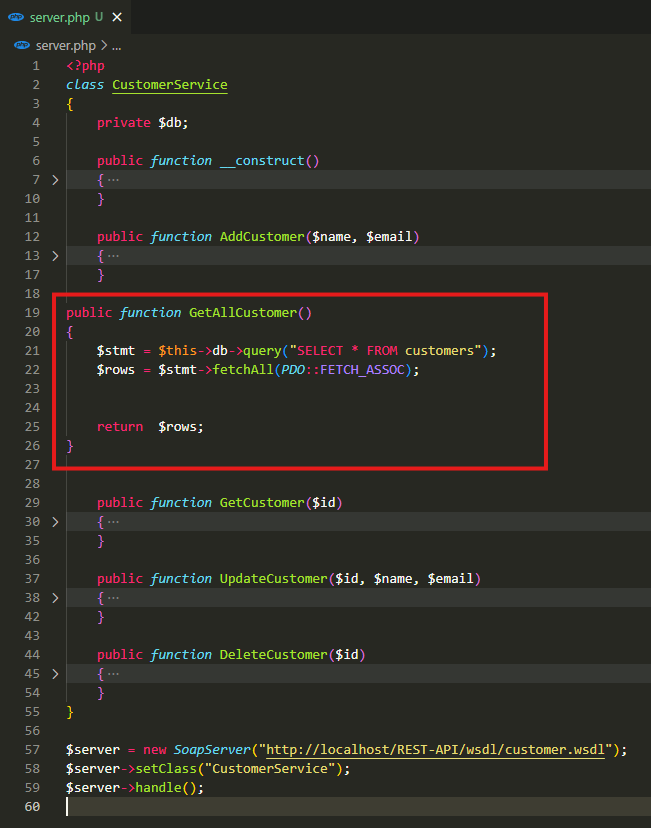 php server.php U ×
php server.php > ...
1 <?php
2 class CustomerService
3 {
4 private $db;
5
6 public function __construct()
7 > { ···
10 }
11
12 public function AddCustomer($name, $email)
13 > { ···
17 }
18
19 public function GetAllCustomer()
20 {
21 $stmt = $this->db->query("SELECT * FROM customers");
22 $rows = $stmt->fetchAll(PDO::FETCH_ASSOC);
23
24
25 return  $rows;
26 }
27
28
29 public function GetCustomer($id)
30 > { ···
35 }
36
37 public function UpdateCustomer($id, $name, $email)
38 > { ···
42 }
43
44 public function DeleteCustomer($id)
45 > { ···
54 }
55 }
56
57 $server = new SoapServer("http://localhost/REST-API/wsdl/customer.wsdl");
58 $server->setClass("CustomerService");
59 $server->handle();
60